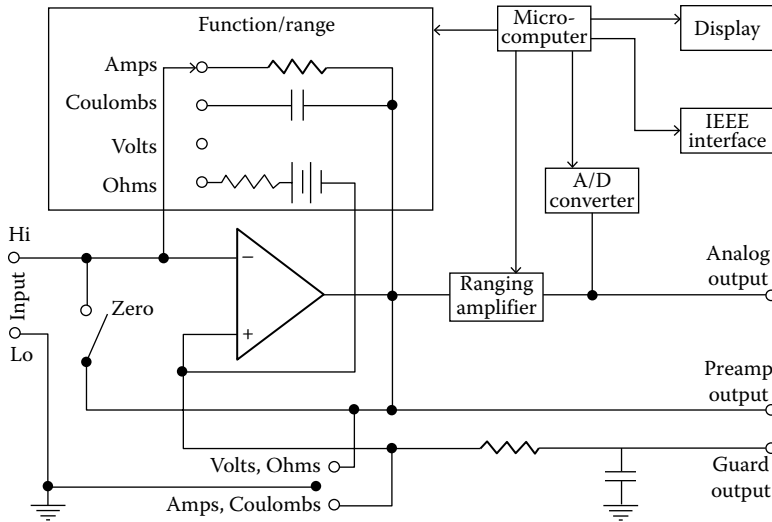 Function/range
Amps
Coulombs
Volts
Ohms
Micro-
computer
Display
IEEE
interface
A/D
converter
Hi
Input
Lo
Zero
−
+
Ranging
amplifier
Analog
output
Preamp
output
Volts, Ohms
Amps, Coulombs
Guard
output